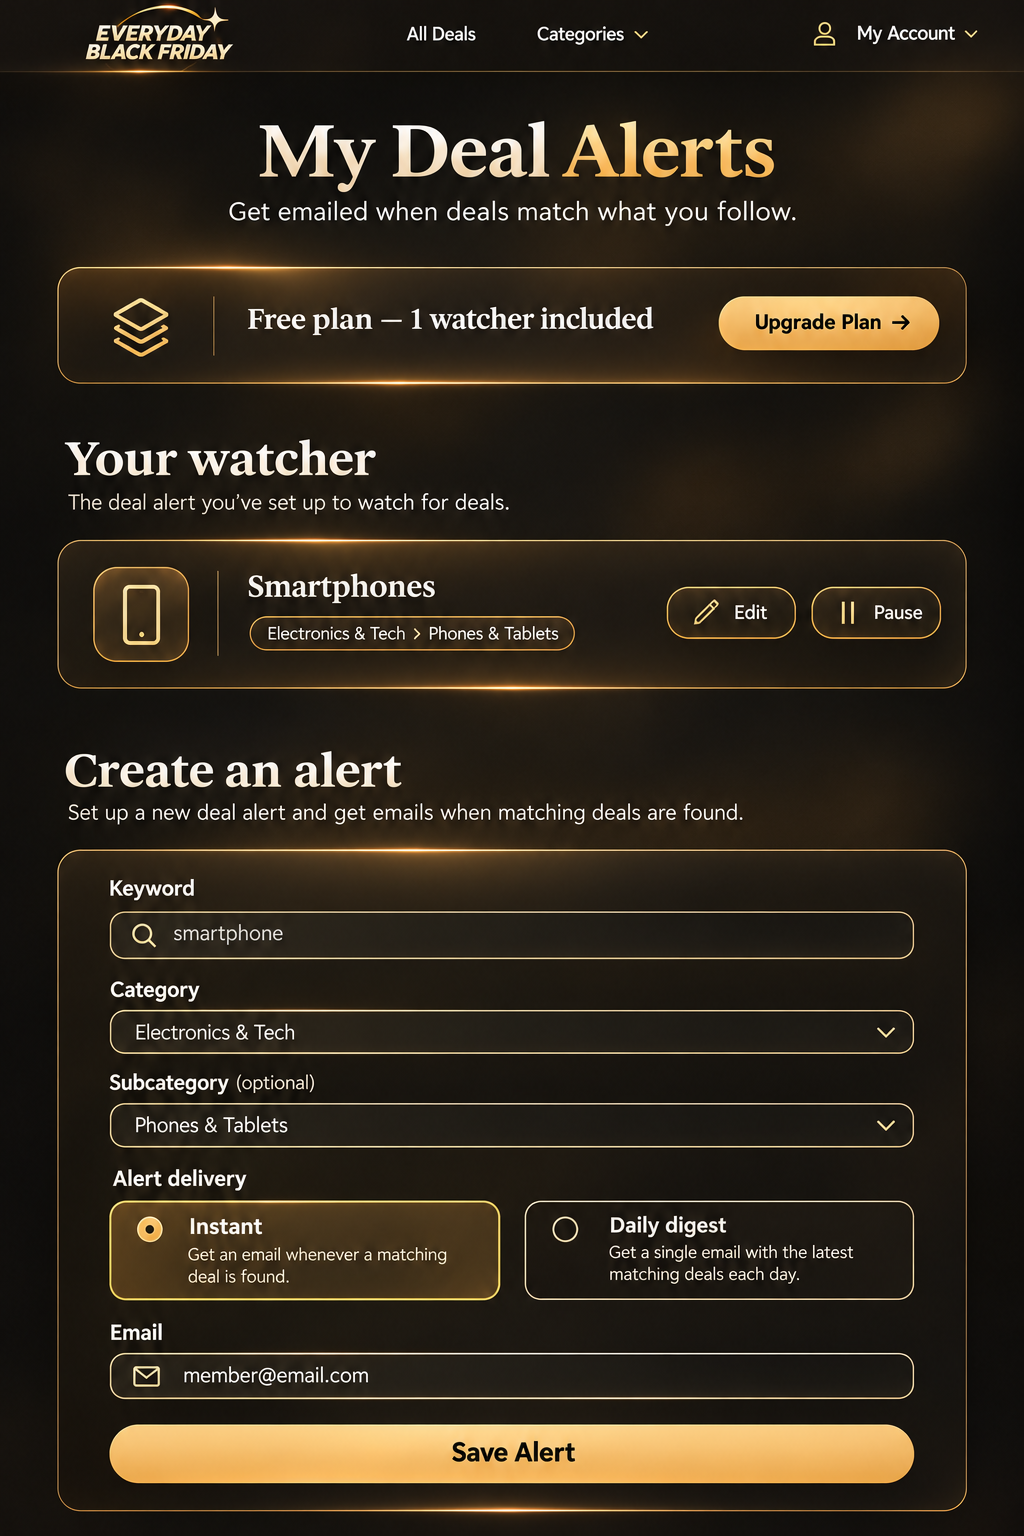 EVERYDAY
BLACK FRIDAY
All Deals
Categories
My Account
My Deal Alerts
Get emailed when deals match what you follow.
Free plan — 1 watcher included
Upgrade Plan →
Your watcher
The deal alert you’ve set up to watch for deals.
Smartphones
Electronics & Tech > Phones & Tablets
Edit
Pause
Create an alert
Set up a new deal alert and get emails when matching deals are found.
Keyword
smartphone
Category
Electronics & Tech
Subcategory (optional)
Phones & Tablets
Alert delivery
Instant
Get an email whenever a matching
deal is found.
Daily digest
Get a single email with the latest
matching deals each day.
Email
member@email.com
Save Alert